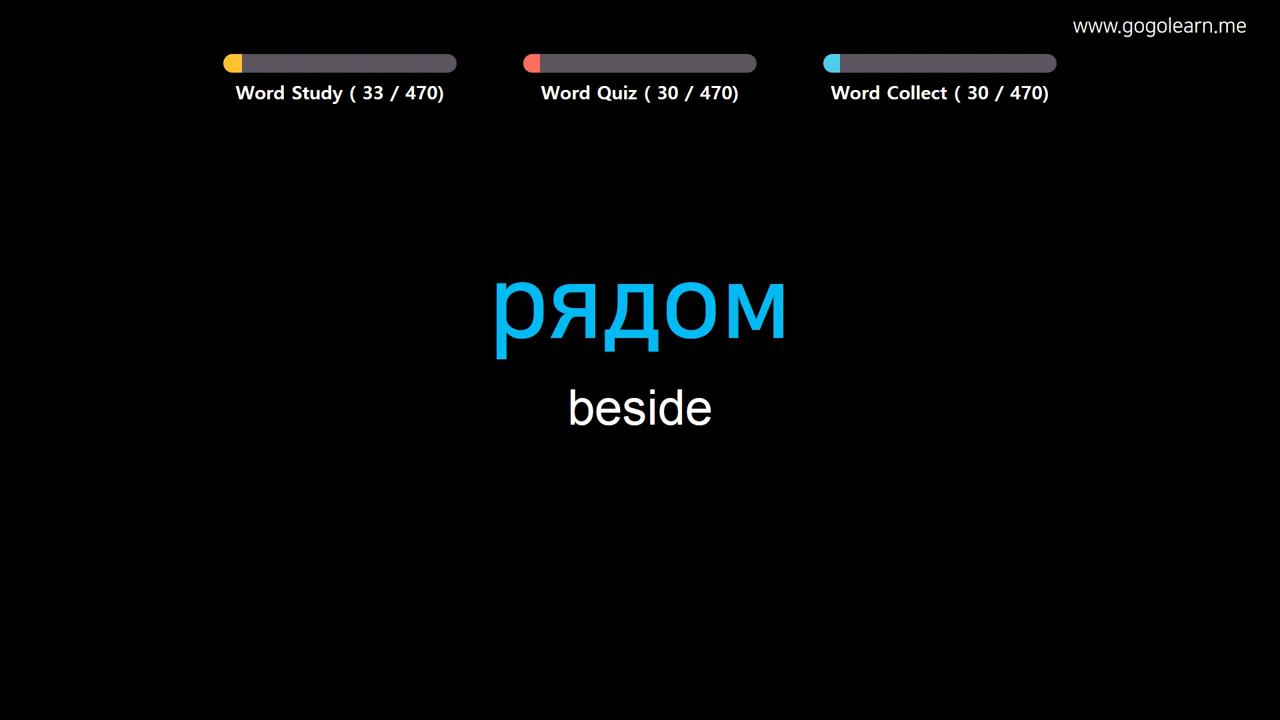 www.gogolearn.me
Word Study ( 33 / 470)
Word Quiz ( 30 / 470)
Word Collect ( 30 / 470)
рядом
beside